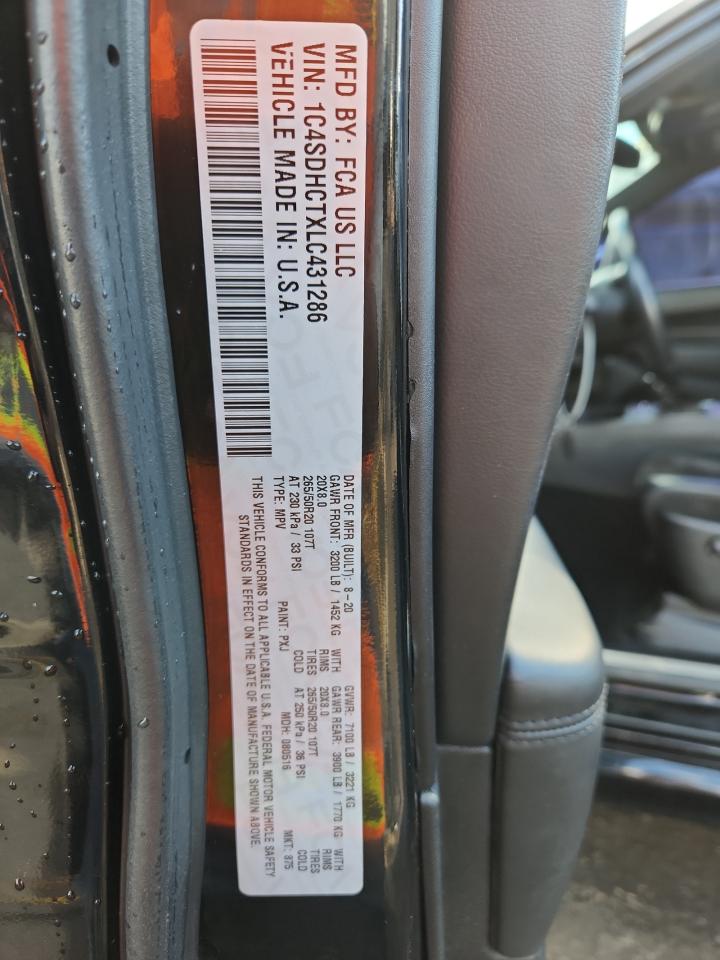 MFD BY: FCA US LLC
VIN: 1C4SDHCTXLC431286
VEHICLE MADE IN: U.S.A.
DATE OF MFR (BUILT): 8-20 GVWR: 7100 LB / 3221 KG
GAWR FRONT: 3200 LB / 1452 KG WITH GAWR REAR: 3900 LB / 1770 KG WITH
20X8.0 RIMS 20X8.0 RIMS
265/50R20 107T TIRES 265/50R20 107T TIRES
AT 230 kPa / 33 PSI COLD AT 250 kPa / 36 PSI COLD
TYPE: MPV PAINT: PXJ MDH: 080516 MKT: 875
THIS VEHICLE CONFORMS TO ALL APPLICABLE U.S.A. FEDERAL MOTOR VEHICLE SAFETY
STANDARDS IN EFFECT ON THE DATE OF MANUFACTURE SHOWN ABOVE.